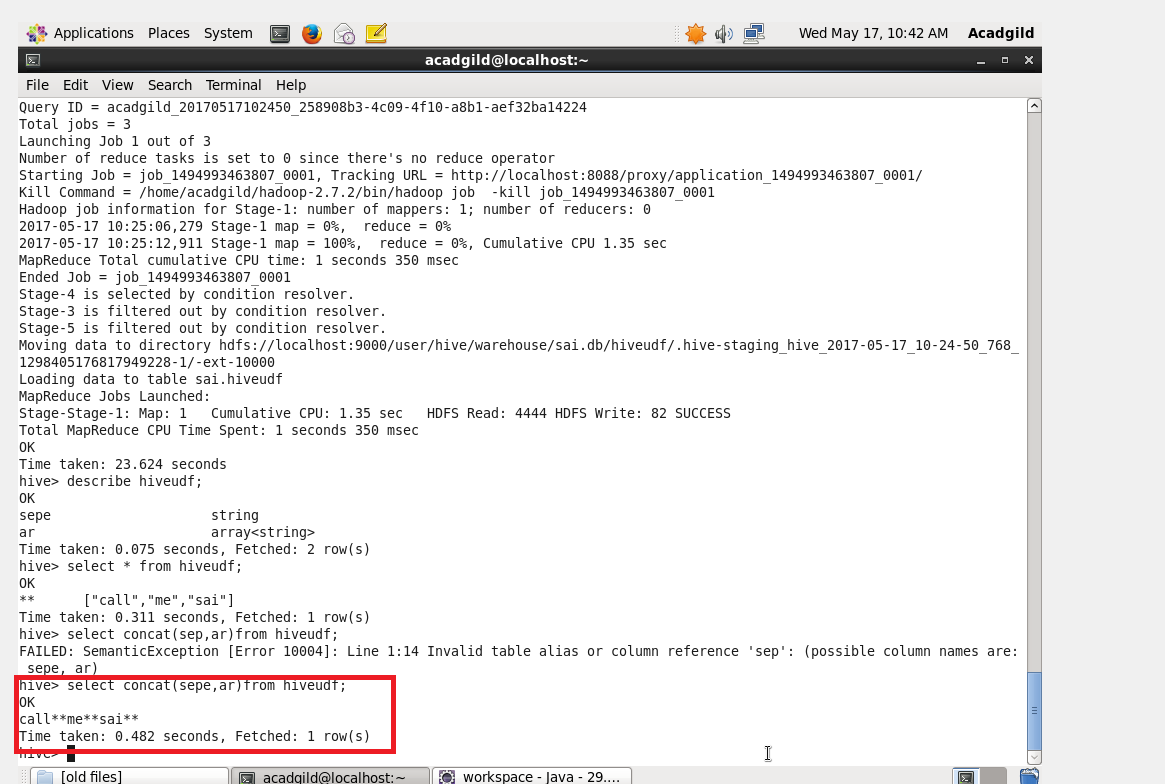 Applications Places System Wed May 17, 10:42 AM Acadgild
acadgild@localhost:~
File Edit View Search Terminal Help
Query ID = acadgild_20170517102450_258908b3-4c09-4f10-a8b1-aef32ba14224
Total jobs = 3
Launching Job 1 out of 3
Number of reduce tasks is set to 0 since there's no reduce operator
Starting Job = job_1494993463807_0001, Tracking URL = http://localhost:8088/proxy/application_1494993463807_0001/
Kill Command = /home/acadgild/hadoop-2.7.2/bin/hadoop job  -kill job_1494993463807_0001
Hadoop job information for Stage-1: number of mappers: 1; number of reducers: 0
2017-05-17 10:25:06,279 Stage-1 map = 0%,  reduce = 0%
2017-05-17 10:25:12,911 Stage-1 map = 100%,  reduce = 0%, Cumulative CPU 1.35 sec
MapReduce Total cumulative CPU time: 1 seconds 350 msec
Ended Job = job_1494993463807_0001
Stage-4 is selected by condition resolver.
Stage-3 is filtered out by condition resolver.
Stage-5 is filtered out by condition resolver.
Moving data to directory hdfs://localhost:9000/user/hive/warehouse/sai.db/hiveudf/.hive-staging_hive_2017-05-17_10-24-50_768_
1298405176817949228-1/-ext-10000
Loading data to table sai.hiveudf
MapReduce Jobs Launched:
Stage-Stage-1: Map: 1   Cumulative CPU: 1.35 sec   HDFS Read: 4444 HDFS Write: 82 SUCCESS
Total MapReduce CPU Time Spent: 1 seconds 350 msec
OK
Time taken: 23.624 seconds
hive> describe hiveudf;
OK
sepe                    string
ar                      array<string>
Time taken: 0.075 seconds, Fetched: 2 row(s)
hive> select * from hiveudf;
OK
**      ["call","me","sai"]
Time taken: 0.311 seconds, Fetched: 1 row(s)
hive> select concat(sep,ar)from hiveudf;
FAILED: SemanticException [Error 10004]: Line 1:14 Invalid table alias or column reference 'sep': (possible column names are:
 sepe, ar)
hive> select concat(sepe,ar)from hiveudf;
OK
call**me**sai**
Time taken: 0.482 seconds, Fetched: 1 row(s)
hive>
[old files] acadgild@localhost:~ workspace - Java - 29....